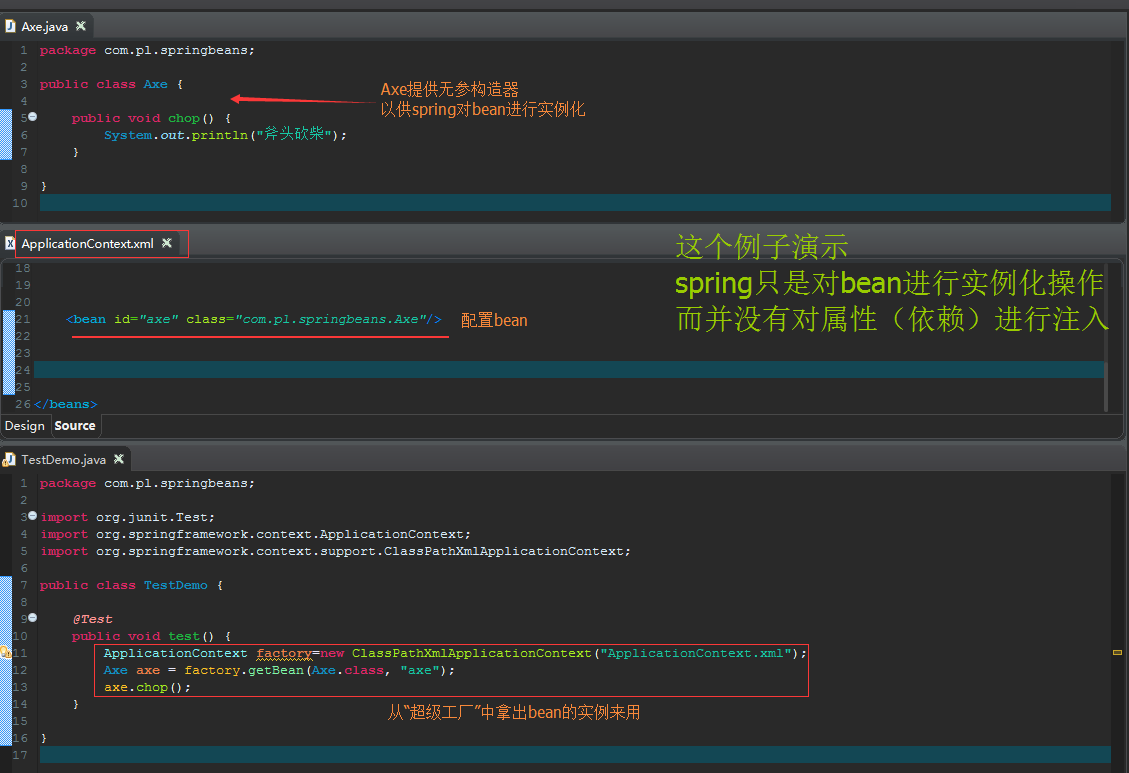 Axe.java
1 package com.pl.springbeans;
2
3 public class Axe {
4
5 public void chop() {
6 System.out.println("斧头砍柴");
7 }
8
9 }
10
Axe提供无参构造器
以供spring对bean进行实例化
ApplicationContext.xml
这个例子演示
spring只是对bean进行实例化操作
而并没有对属性（依赖）进行注入
18
19
20
21 <bean id="axe" class="com.pl.springbeans.Axe"/> 配置bean
22
23
24
25
26 </beans>
Design Source
TestDemo.java
1 package com.pl.springbeans;
2
3 import org.junit.Test;
4 import org.springframework.context.ApplicationContext;
5 import org.springframework.context.support.ClassPathXmlApplicationContext;
6
7 public class TestDemo {
8
9 @Test
10 public void test() {
11 ApplicationContext factory=new ClassPathXmlApplicationContext("ApplicationContext.xml");
12 Axe axe = factory.getBean(Axe.class, "axe");
13 axe.chop();
14 }
从“超级工厂”中拿出bean的实例来用
15
16 }
17